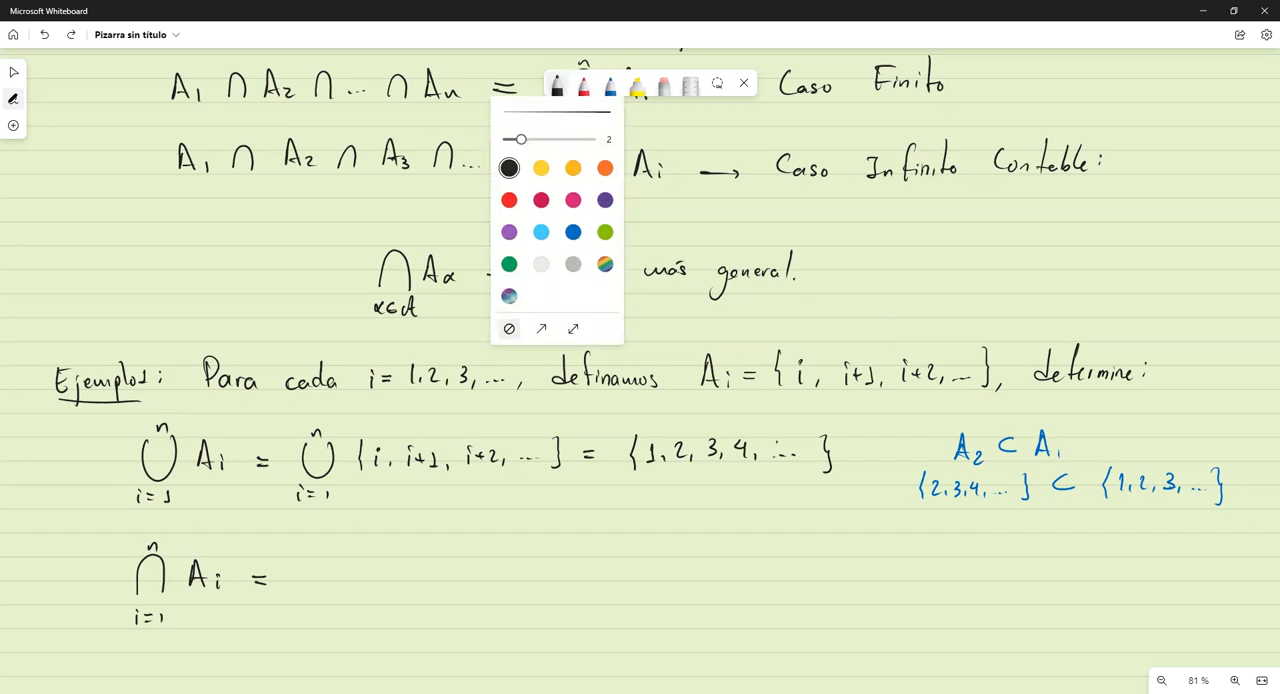 Microsoft Whiteboard
Pizarra sin título
A₁ ∩ A₂ ∩ ... ∩ Aₙ = n Caso Finito
A₁ ∩ A₂ ∩ A₃ ∩ ... Aᵢ → Caso Infinito Contable:
2
⋂ Aα más general.
α∈𝒜
Ejemplos: Para cada i = 1, 2, 3, ..., definamos Aᵢ = { i, i+1, i+2, ... }, determine:
n
⋃ Aᵢ = ⋃ { i, i+1, i+2, ... } = { 1, 2, 3, 4, ... } A₂ ⊂ A₁
i=1 i=1 {2,3,4, ... } ⊂ { 1, 2, 3, ... }
n
⋂ Aᵢ =
i=1
81 %